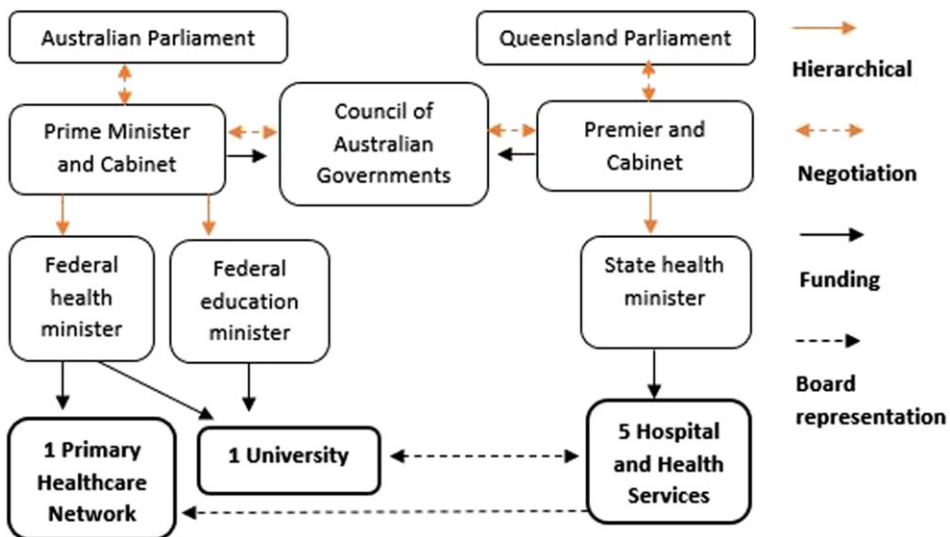 Australian Parliament
Queensland Parliament
Hierarchical
Prime Minister
and Cabinet
Council of
Australian
Governments
Premier and
Cabinet
Negotiation
Federal
health
minister
Federal
education
minister
State health
minister
Funding
Board
representation
1 Primary
Healthcare
Network
1 University
5 Hospital
and Health
Services